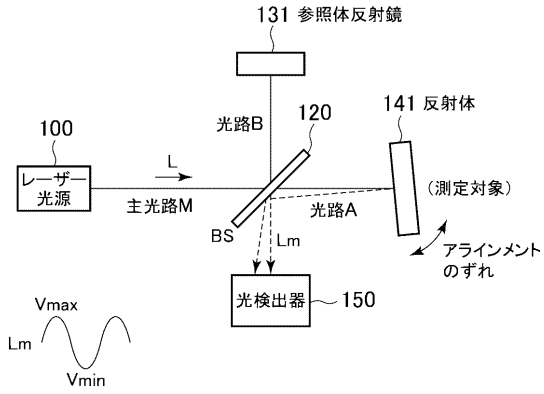 131 参照体反射鏡
光路B
120
141 反射体
100
レーザー
光源
L
主光路M
BS
光路A
(測定対象)
Lm
アラインメント
のずれ
光検出器
150
Vmax
Lm
Vmin